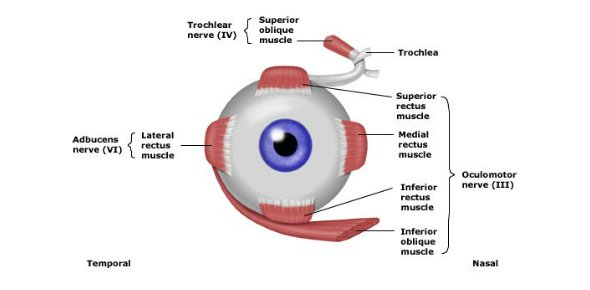 Trochlear
nerve (IV)
Superior
oblique
muscle
Trochlea
Superior
rectus
muscle
Adbucens
nerve (VI)
Lateral
rectus
muscle
Medial
rectus
muscle
Oculomotor
nerve (III)
Inferior
rectus
muscle
Inferior
oblique
muscle
Temporal
Nasal